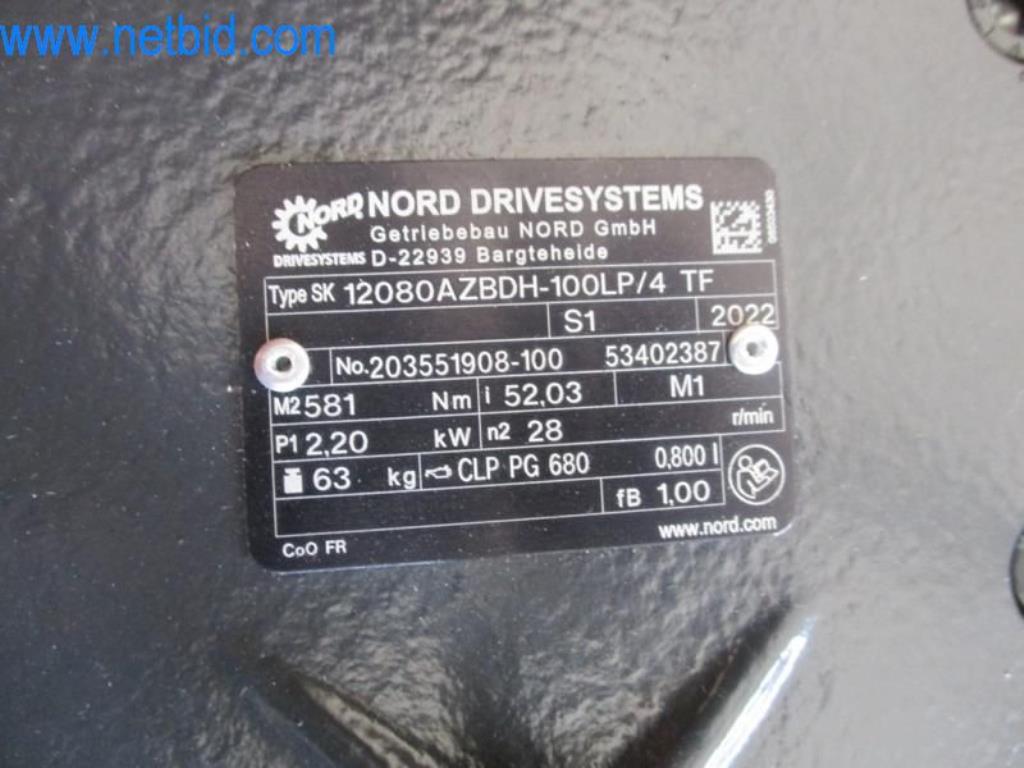 www.netbid.com
NORD NORD DRIVESYSTEMS
Getriebebau NORD GmbH
DRIVESYSTEMS D-22939 Bargteheide
Type SK 12080AZBDH-100LP/4 TF
S1 2022
No. 203551908-100 53402387
M2 581 Nm i 52,03 M1
P1 2,20 kW n2 28 r/min
63 kg CLP PG 680 0,800 l
fB 1,00
www.nord.com
CoO FR